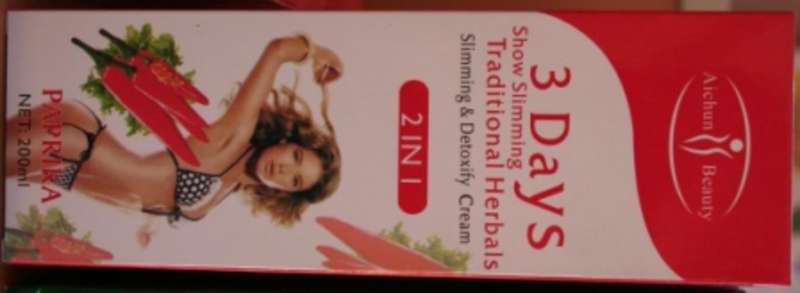 Aichun Beauty
3 Days
Show Slimming
Traditional Herbals
Slimming & Detoxify Cream
2 IN 1
PAPRIKA
NET: 200ml